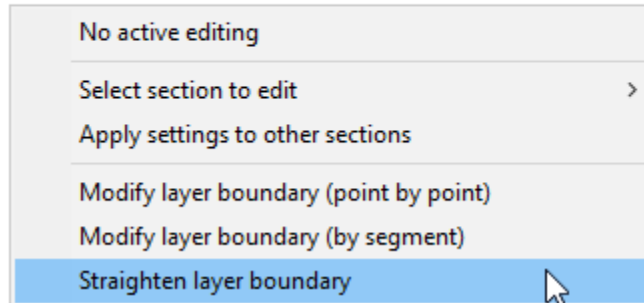 No active editing
Select section to edit
Apply settings to other sections
Modify layer boundary (point by point)
Modify layer boundary (by segment)
Straighten layer boundary